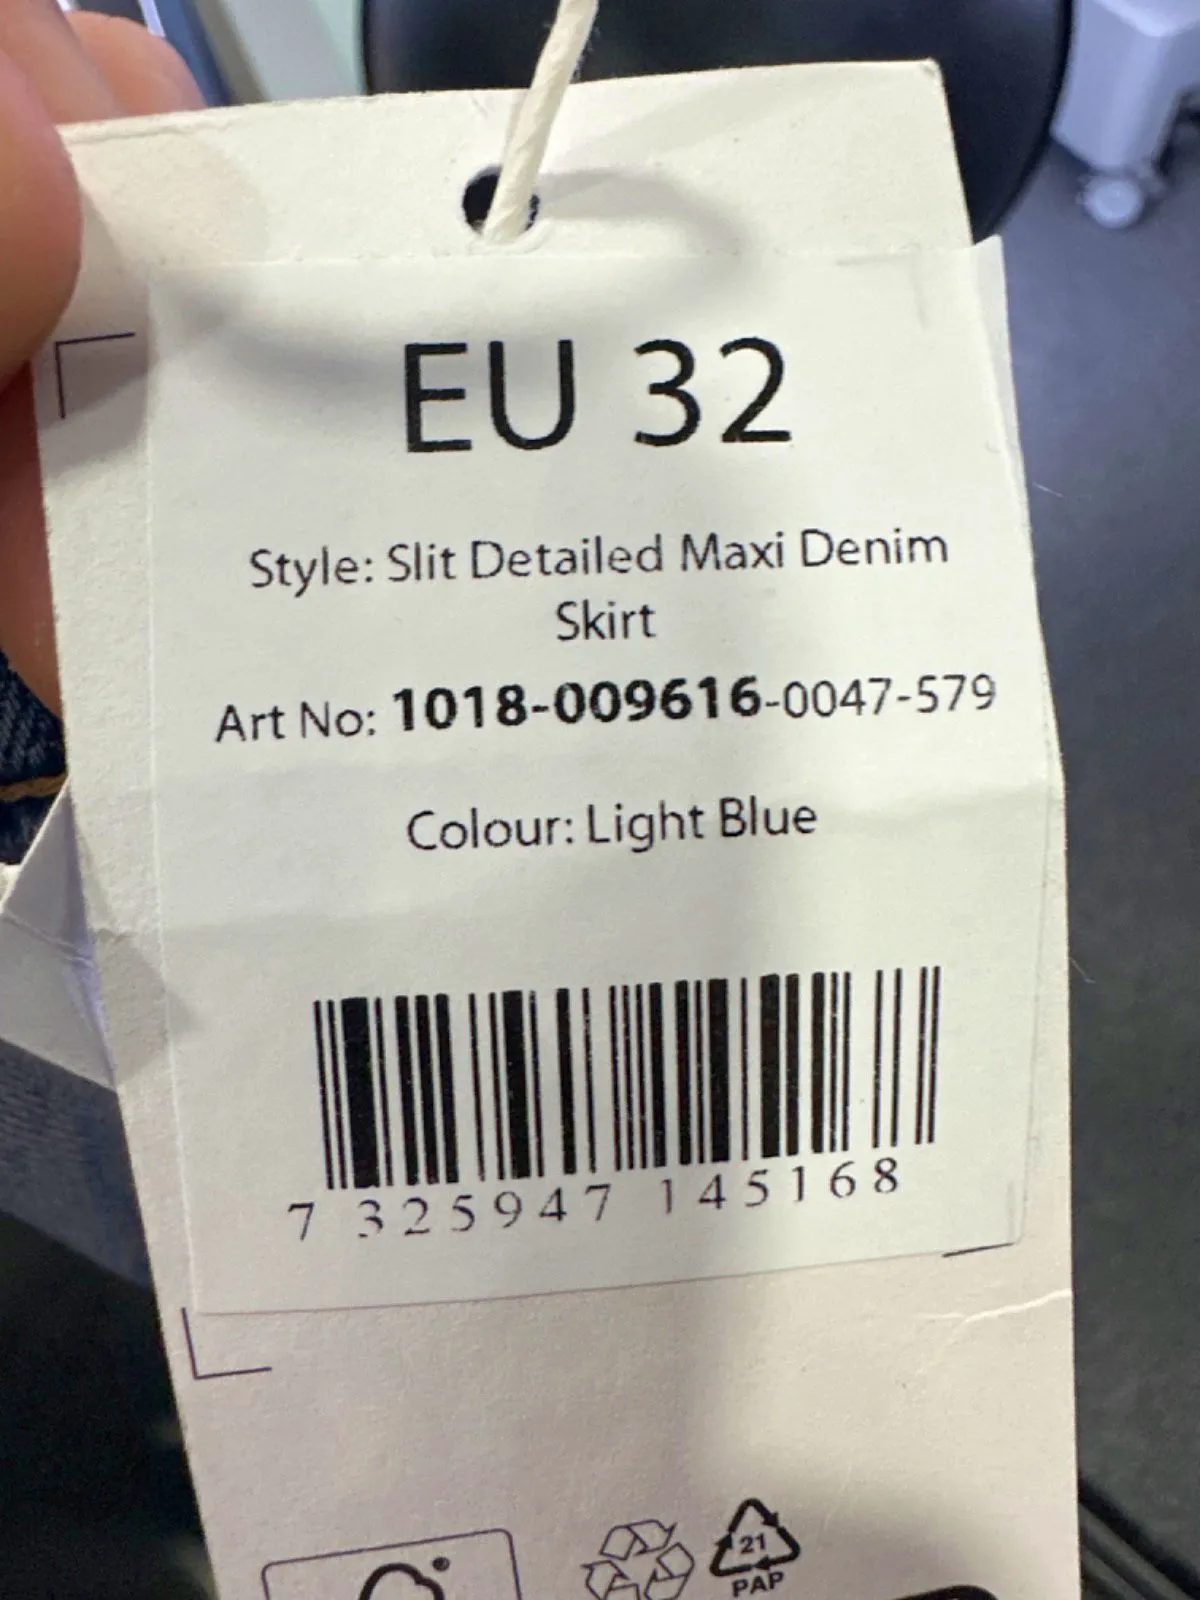 EU 32
Style: Slit Detailed Maxi Denim
Skirt
Art No: 1018-009616-0047-579
Colour: Light Blue
7 325947 145168
21
PAP